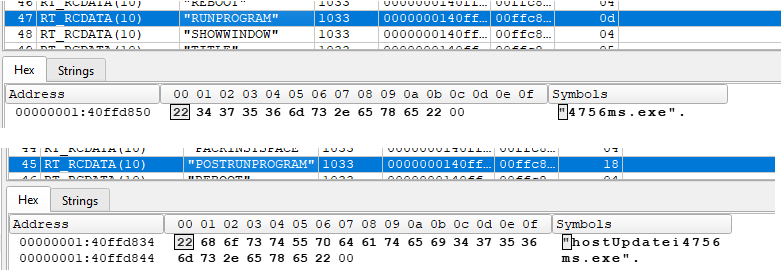 46 RT_RCDATA(10) "REBOOT" 1033 0000000140ff... 00ffc8... 04
47 RT_RCDATA(10) "RUNPROGRAM" 1033 0000000140ff... 00ffc8... 0d
48 RT_RCDATA(10) "SHOWWINDOW" 1033 0000000140ff... 00ffc8... 04
49 RT_RCDATA(10) "TITLE" 1033 0000000140ff... 00ffc8... 05
Hex Strings
Address 00 01 02 03 04 05 06 07 08 09 0a 0b 0c 0d 0e 0f Symbols
00000001:40ffd850 22 34 37 35 36 6d 73 2e 65 78 65 22 00 "4756ms.exe".
44 RT_RCDATA(10) "PACKINSTSPACE" 1033 0000000140ff... 00ffc8... 04
45 RT_RCDATA(10) "POSTRUNPROGRAM" 1033 0000000140ff... 00ffc8... 18
46 RT_RCDATA(10) "REBOOT" 1033 0000000140ff... 00ffc8... 04
Hex Strings
Address 00 01 02 03 04 05 06 07 08 09 0a 0b 0c 0d 0e 0f Symbols
00000001:40ffd834 22 68 6f 73 74 55 70 64 61 74 65 69 34 37 35 36 "hostUpdatei4756
00000001:40ffd844 6d 73 2e 65 78 65 22 00 ms.exe".